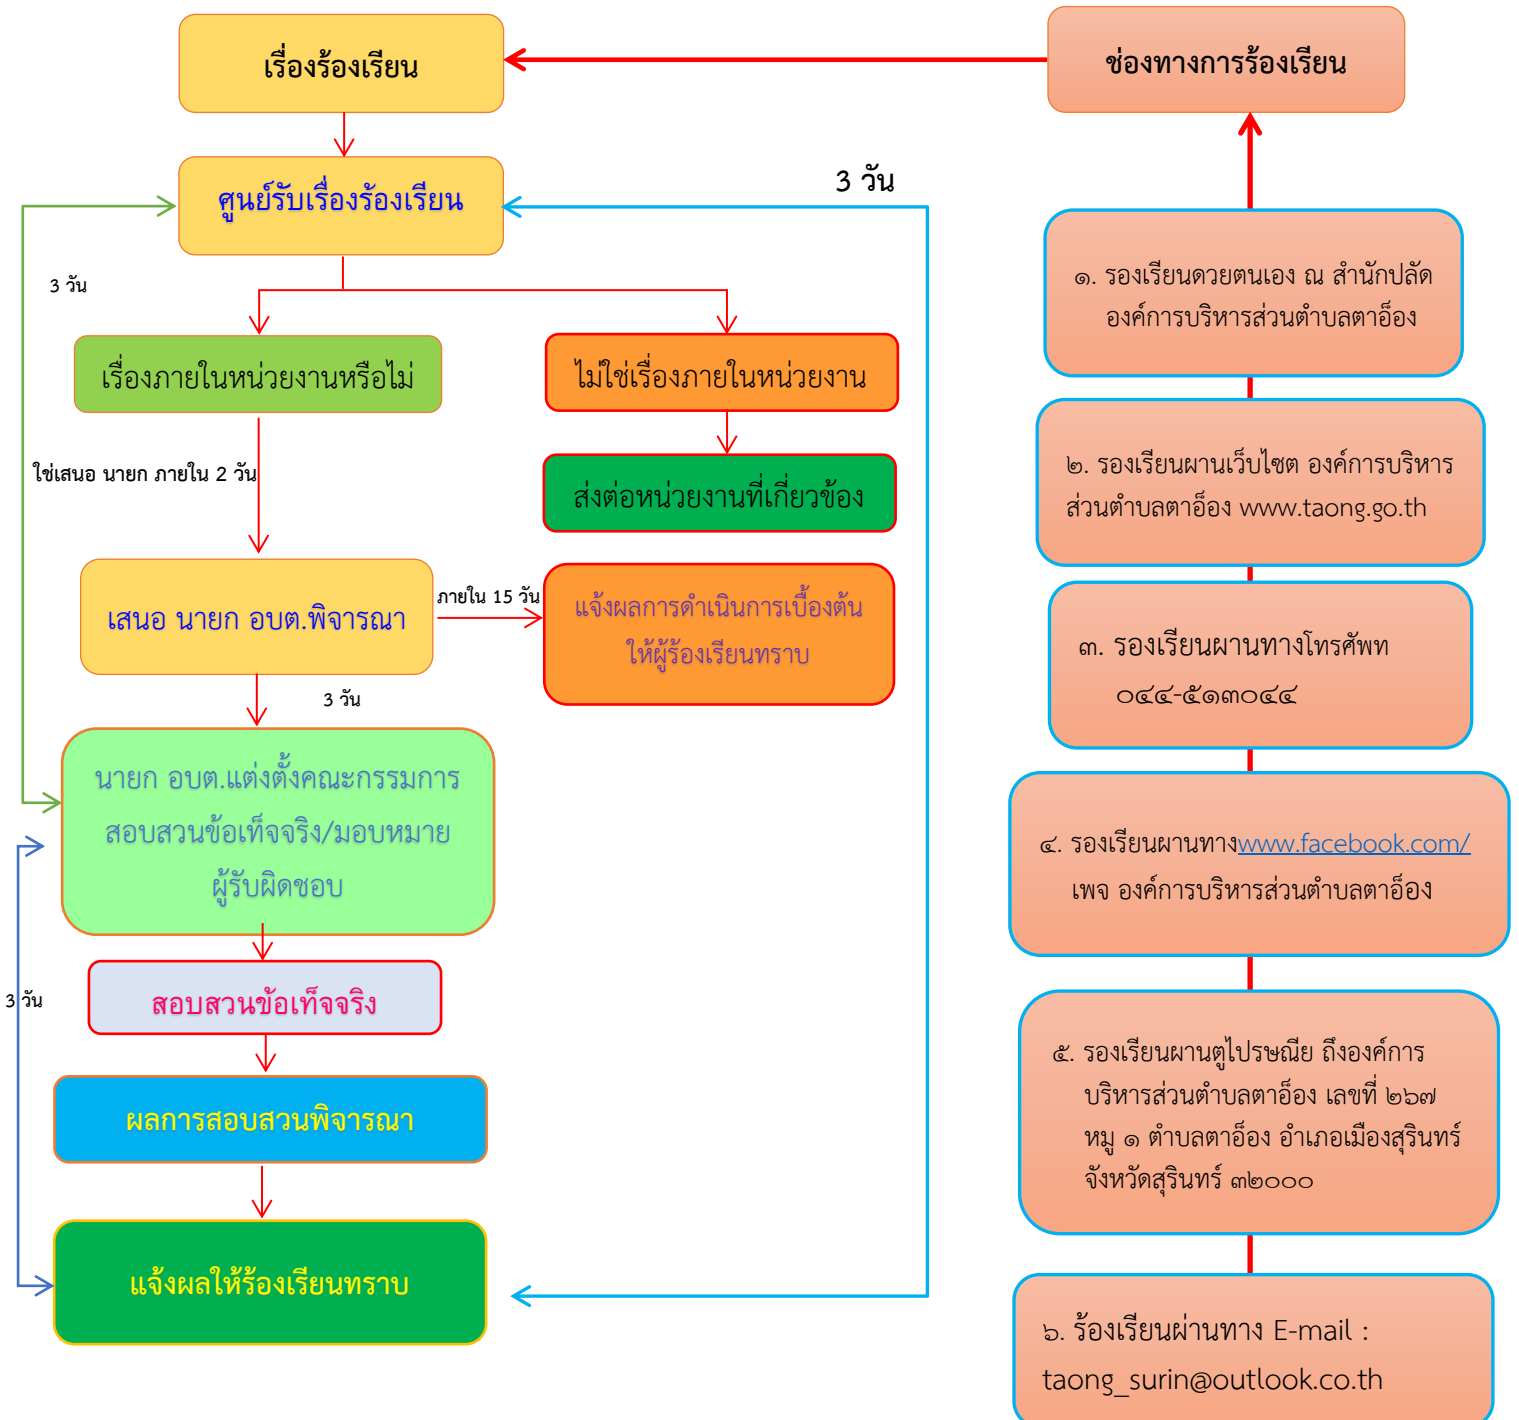 เรื่องร้องเรียน
ช่องทางการร้องเรียน
ศูนย์รับเรื่องร้องเรียน
3 วัน
3 วัน
เรื่องภายในหน่วยงานหรือไม่
ไม่ใช่เรื่องภายในหน่วยงาน
ใช่เสนอ นายก ภายใน 2 วัน
ส่งต่อหน่วยงานที่เกี่ยวข้อง
เสนอ นายก อบต.พิจารณา
ภายใน 15 วัน
แจ้งผลการดำเนินการเบื้องต้น
ให้ผู้ร้องเรียนทราบ
3 วัน
นายก อบต.แต่งตั้งคณะกรรมการ
สอบสวนข้อเท็จจริง/มอบหมาย
ผู้รับผิดชอบ
3 วัน
สอบสวนข้อเท็จจริง
ผลการสอบสวนพิจารณา
แจ้งผลให้ร้องเรียนทราบ
๑. รองเรียนดวยตนเอง ณ สำนักปลัด
องค์การบริหารส่วนตำบลตาอ็อง
๒. รองเรียนผานเว็บไซต องค์การบริหาร
ส่วนตำบลตาอ็อง www.taong.go.th
๓. รองเรียนผานทางโทรศัพท
๐๔๔-๕๑๓๐๔๔
๔. รองเรียนผานทางwww.facebook.com/
เพจ องค์การบริหารส่วนตำบลตาอ็อง
๕. รองเรียนผานตูไปรษณีย ถึงองค์การ
บริหารส่วนตำบลตาอ็อง เลขที่ ๒๖๗
หมู ๑ ตำบลตาอ็อง อำเภอเมืองสุรินทร์
จังหวัดสุรินทร์ ๓๒๐๐๐
๖. ร้องเรียนผ่านทาง E-mail :
taong_surin@outlook.co.th